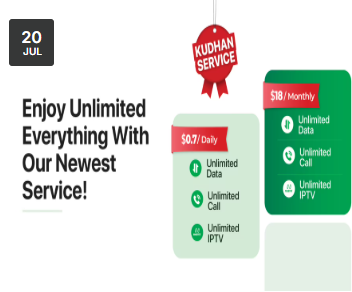 20
JUL
KUDHAN
SERVICE
Enjoy Unlimited
Everything With
Our Newest
Service!
$0.7/ Daily
Unlimited
Data
Unlimited
Call
Unlimited
IPTV
$18/ Monthly
Unlimited
Data
Unlimited
Call
Unlimited
IPTV